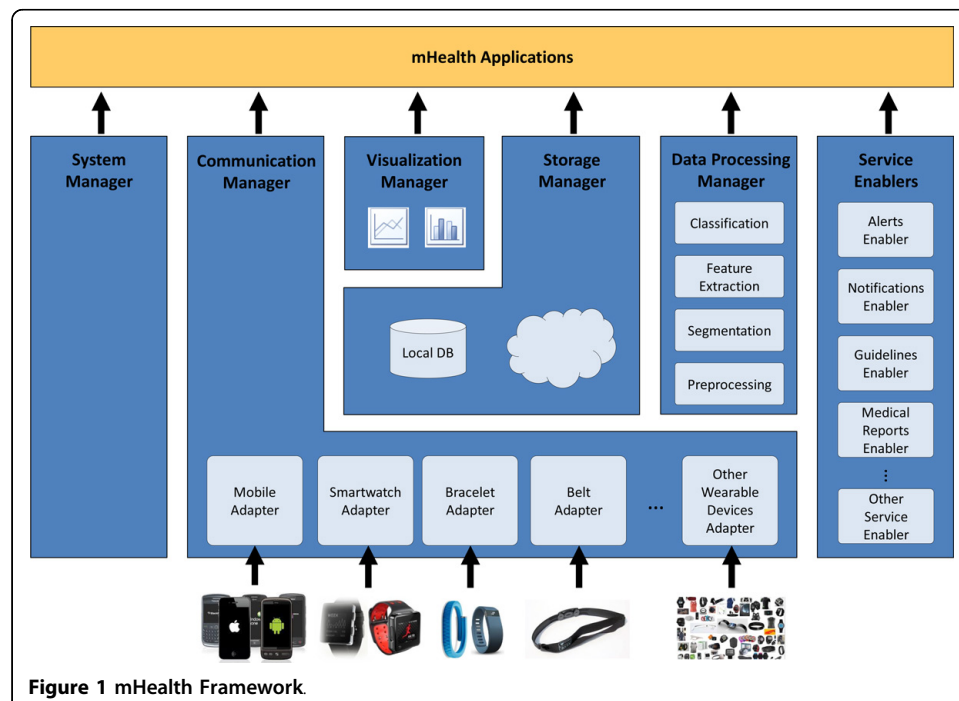 mHealth Applications
System
Manager
Communication
Manager
Visualization
Manager
Storage
Manager
Data Processing
Manager
Service
Enablers
Classification
Feature
Extraction
Segmentation
Preprocessing
Alerts
Enabler
Notifications
Enabler
Guidelines
Enabler
Medical
Reports
Enabler
⋮
Other
Service
Enabler
Local DB
Mobile
Adapter
Smartwatch
Adapter
Bracelet
Adapter
Belt
Adapter
...
Other
Wearable
Devices
Adapter
Figure 1 mHealth Framework.